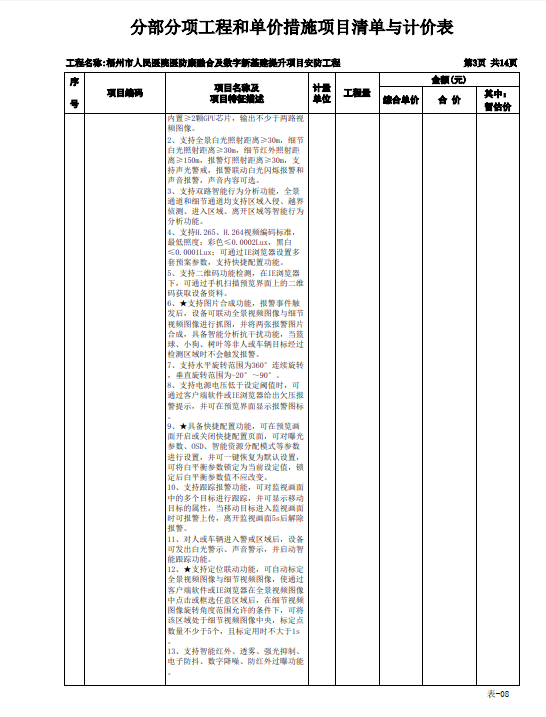 分部分项工程和单价措施项目清单与计价表
工程名称:福州市人民医院医防康融合及数字新基建提升项目安防工程
第3页 共14页
序号
项目编码
项目名称及
项目特征描述
计量
单位
工程量
金额(元)
综合单价
合 价
其中:
暂估价
内置≥2颗GPU芯片，输出不少于两路视
频图像。
2、支持全景白光照射距离≥30m，细节
白光照射距离≥30m，细节红外照射距
离≥150m，报警灯照射距离≥30m，支
持声光警戒，报警联动白光闪烁报警和
声音报警，声音内容可选。
3、支持双路智能行为分析功能，全景
通道和细节通道均支持区域入侵、越界
侦测、进入区域、离开区域等智能行为
分析功能。
4、支持H.265、H.264视频编码标准，
最低照度：彩色≤0.0002Lux，黑白
≤0.0001Lux；可通过IE浏览器设置多
套预案参数，支持快捷配置功能。
5、支持二维码功能检测，在IE浏览器
下，可通过手机扫描预览界面上的二维
码获取设备资料。
6、★支持图片合成功能，报警事件触
发后，设备可联动全景视频图像与细节
视频图像进行抓图，并将两张报警图片
合成，具备智能分析抗干扰功能，当篮
球、小狗、树叶等非人或车辆目标经过
检测区域时不会触发报警。
7、支持水平旋转范围为360°连续旋转
，垂直旋转范围为-20°～90°。
8、支持电源电压低于设定阈值时，可
通过客户端软件或IE浏览器给出欠压报
警提示，并可在预览界面显示报警图标
。
9、★具备快捷配置功能，可在预览画
面开启或关闭快捷配置页面，可对曝光
参数、OSD、智能资源分配模式等参数
进行设置，并可一键恢复为默认设置，
可将白平衡参数锁定为当前设定值，锁
定后白平衡参数值不应改变。
10、支持跟踪报警功能，可对监视画面
中的多个目标进行跟踪，并可显示移动
目标的属性，当移动目标进入监视画面
时可报警上传，离开监视画面5s后解除
报警。
11、对人或车辆进入警戒区域后，设备
可发出白光警示、声音警示，并启动智
能跟踪功能。
12、★支持定位联动功能，可自动标定
全景视频图像与细节视频图像，使通过
客户端软件或IE浏览器在全景视频图像
中点击或框选任意区域后，在细节视频
图像旋转角度范围允许的条件下，可将
该区域处于细节视频图像中央，标定点
数量不少于5个，且标定用时不大于1s
。
13、支持智能红外、透雾、强光抑制、
电子防抖、数字降噪、防红外过曝功能
。
表-08